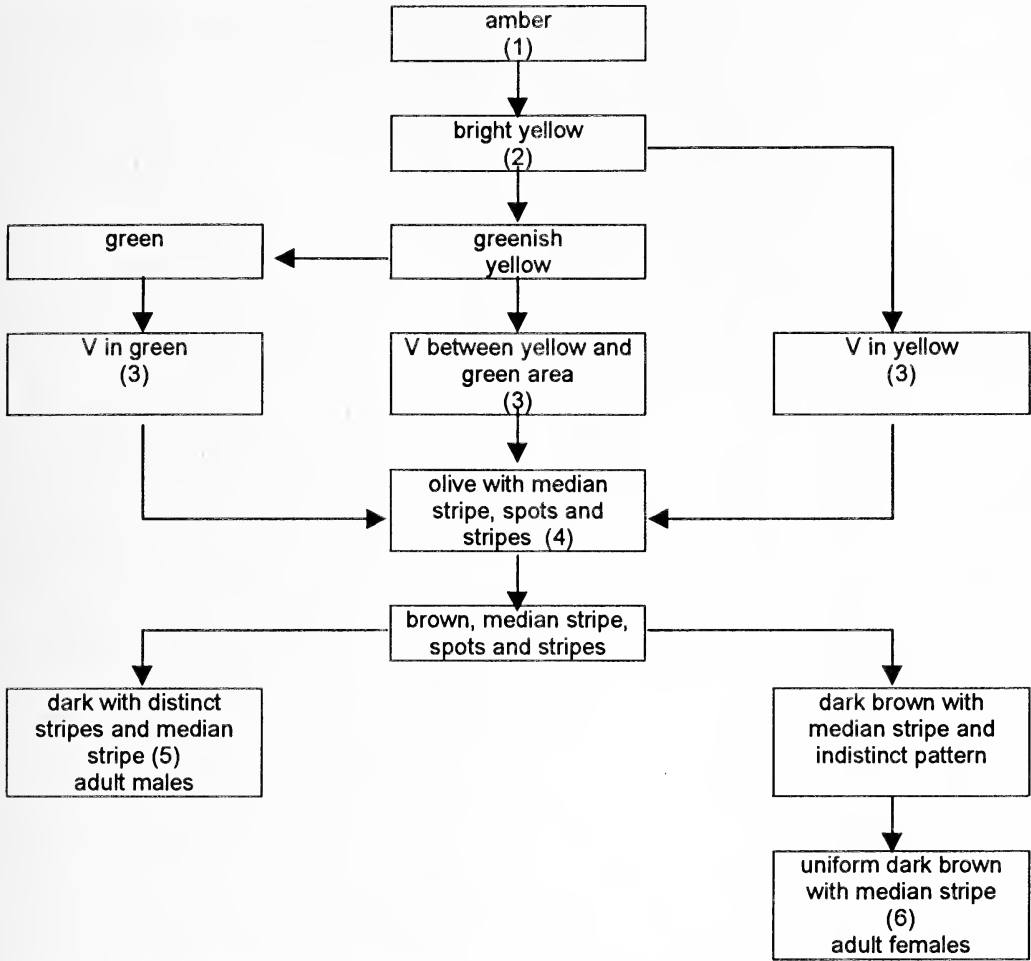 amber
(1)
bright yellow
(2)
green
greenish
yellow
V in green
(3)
V between yellow and
green area
(3)
V in yellow
(3)
olive with median
stripe, spots and
stripes (4)
brown, median stripe,
spots and stripes
dark with distinct
stripes and median
stripe (5)
adult males
dark brown with
median stripe and
indistinct pattern
uniform dark brown
with median stripe
(6)
adult females